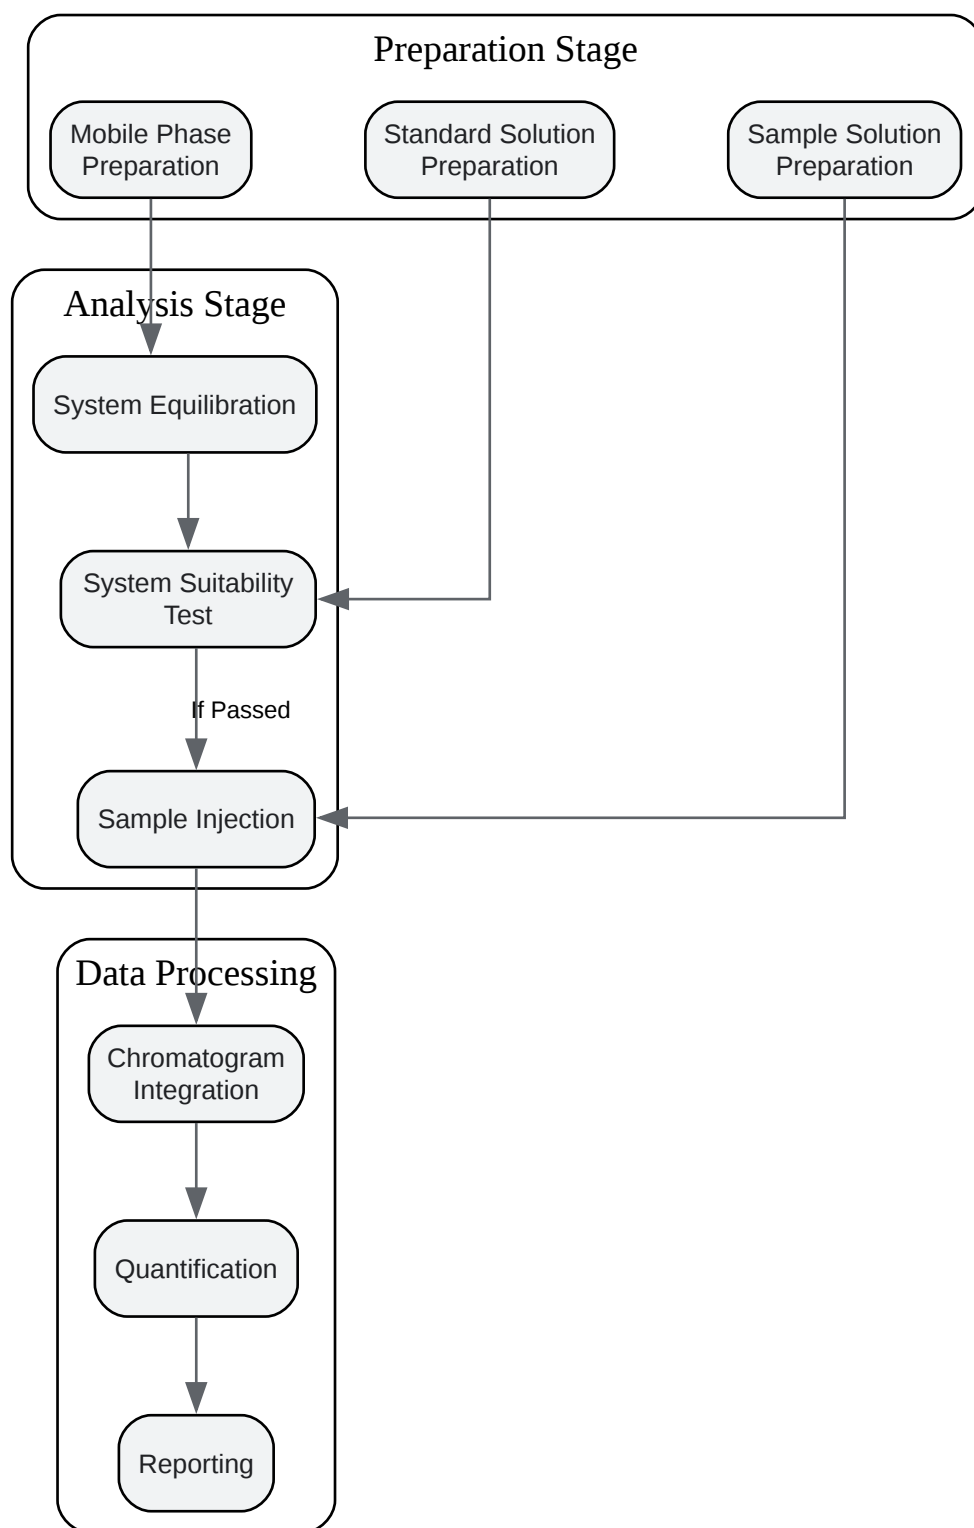 Preparation Stage
Mobile Phase
Preparation
Standard Solution
Preparation
Sample Solution
Preparation
Analysis Stage
System Equilibration
System Suitability
Test
If Passed
Sample Injection
Data Processing
Chromatogram
Integration
Quantification
Reporting